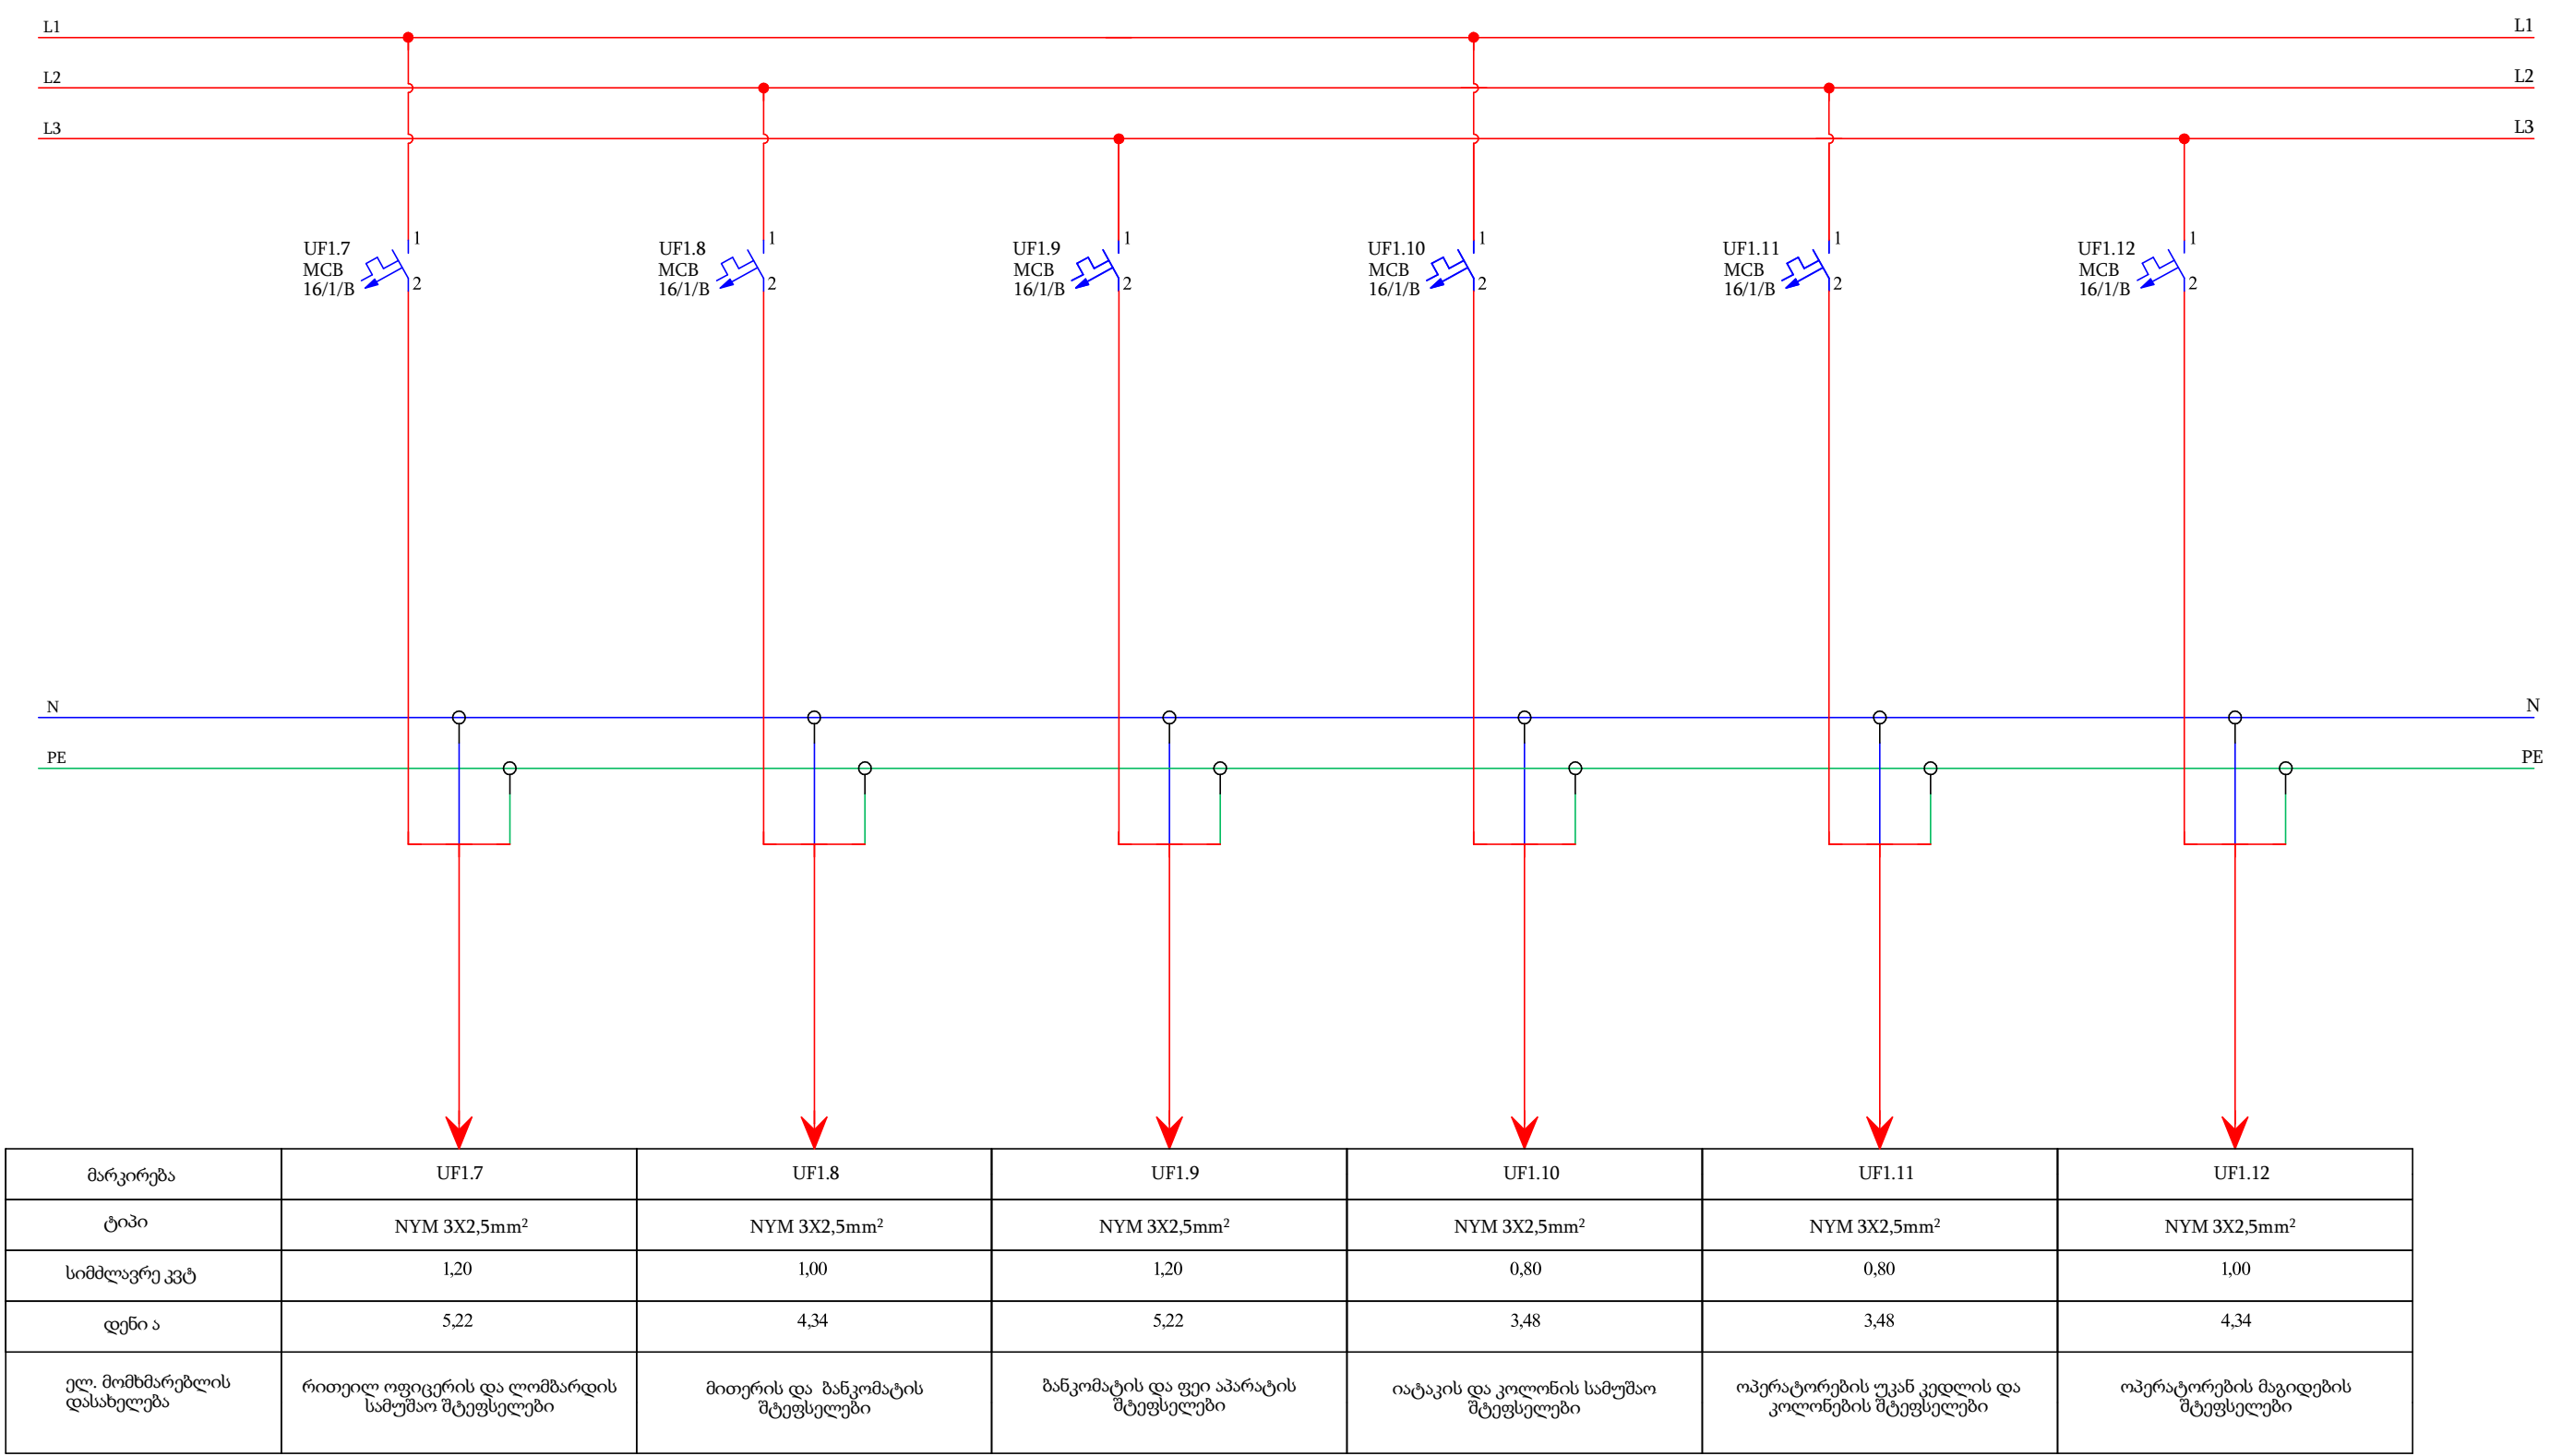 L1 L1
L2 L2
L3 L3
UF1.7 1
MCB
16/1/B 2
UF1.8 1
MCB
16/1/B 2
UF1.9 1
MCB
16/1/B 2
UF1.10 1
MCB
16/1/B 2
UF1.11 1
MCB
16/1/B 2
UF1.12 1
MCB
16/1/B 2
N N
PE PE
მარკირება UF1.7 UF1.8 UF1.9 UF1.10 UF1.11 UF1.12
ტიპი NYM 3X2,5mm² NYM 3X2,5mm² NYM 3X2,5mm² NYM 3X2,5mm² NYM 3X2,5mm² NYM 3X2,5mm²
სიმძლავრე კვტ 1,20 1,00 1,20 0,80 0,80 1,00
დენი ა 5,22 4,34 5,22 3,48 3,48 4,34
ელ. მომხმარებლის
დასახელება
რითეილ ოფიცერის და ლომბარდის
სამუშაო შტეფსელები
მითერის და ბანკომატის
შტეფსელები
ბანკომატის და ფეი აპარატის
შტეფსელები
იატაკის და კოლონის სამუშაო
შტეფსელები
ოპერატორების უკან კედლის და
კოლონების შტეფსელები
ოპერატორების მაგიდების
შტეფსელები